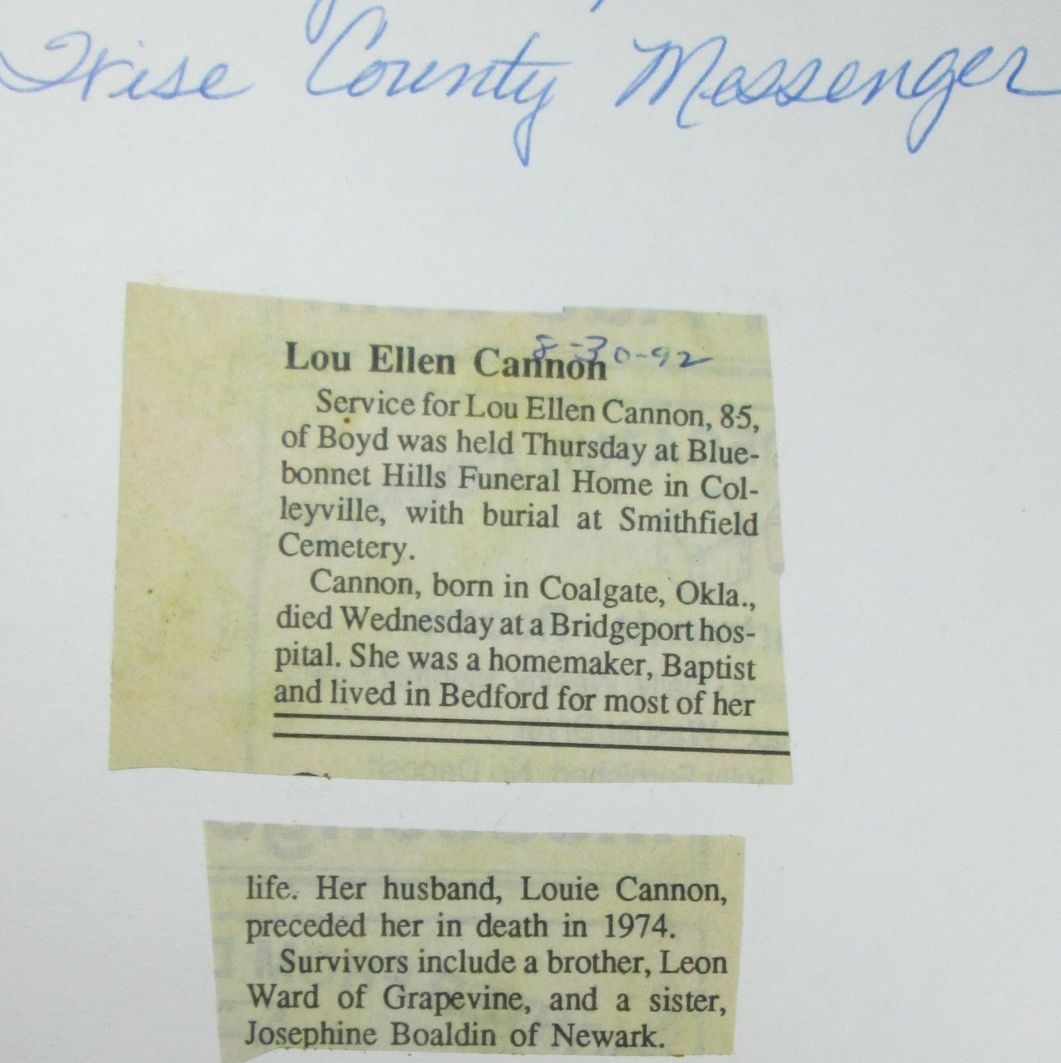 Wise County Messenger
8-30-92
Lou Ellen Cannon
Service for Lou Ellen Cannon, 85,
of Boyd was held Thursday at Blue-
bonnet Hills Funeral Home in Col-
leyville, with burial at Smithfield
Cemetery.
Cannon, born in Coalgate, Okla.,
died Wednesday at a Bridgeport hos-
pital. She was a homemaker, Baptist
and lived in Bedford for most of her
life. Her husband, Louie Cannon,
preceded her in death in 1974.
Survivors include a brother, Leon
Ward of Grapevine, and a sister,
Josephine Boaldin of Newark.